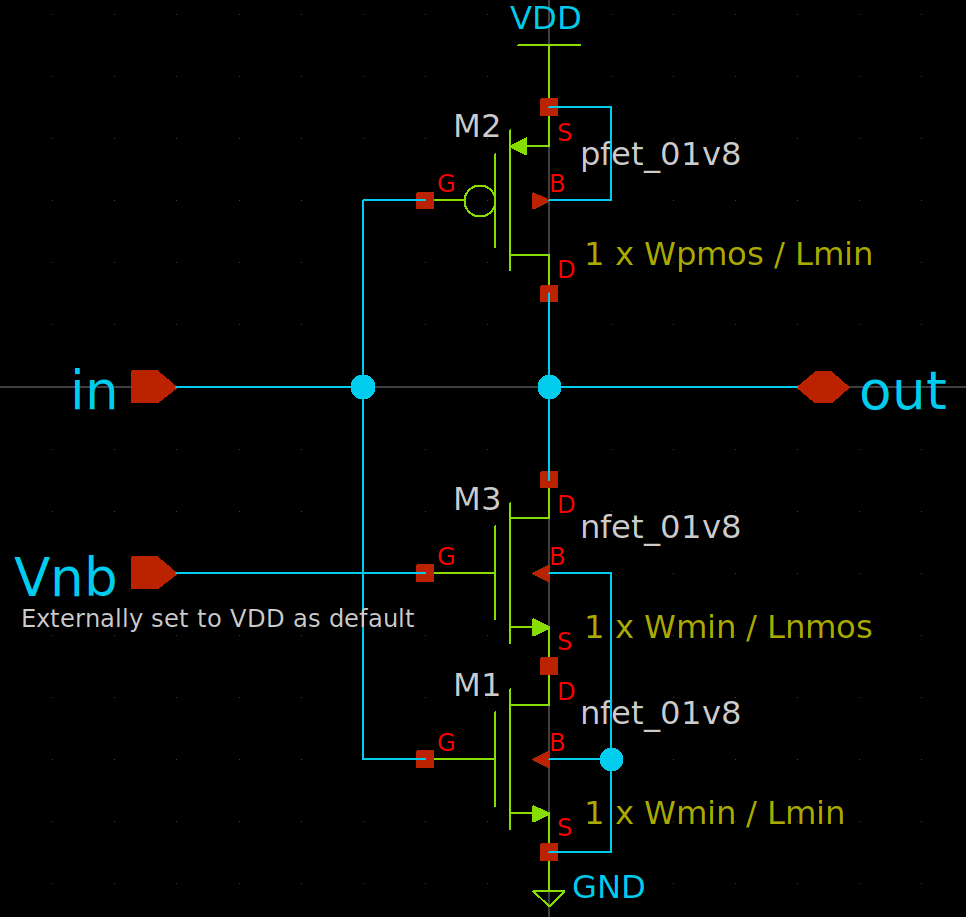 VDD
M2
S
pfet_01v8
G
B
1 x Wpmos / Lmin
D
in
out
M3
D
nfet_01v8
G
B
Vnb
Externally set to VDD as default
1 x Wmin / Lnmos
S
M1
D
nfet_01v8
G
B
1 x Wmin / Lmin
S
GND